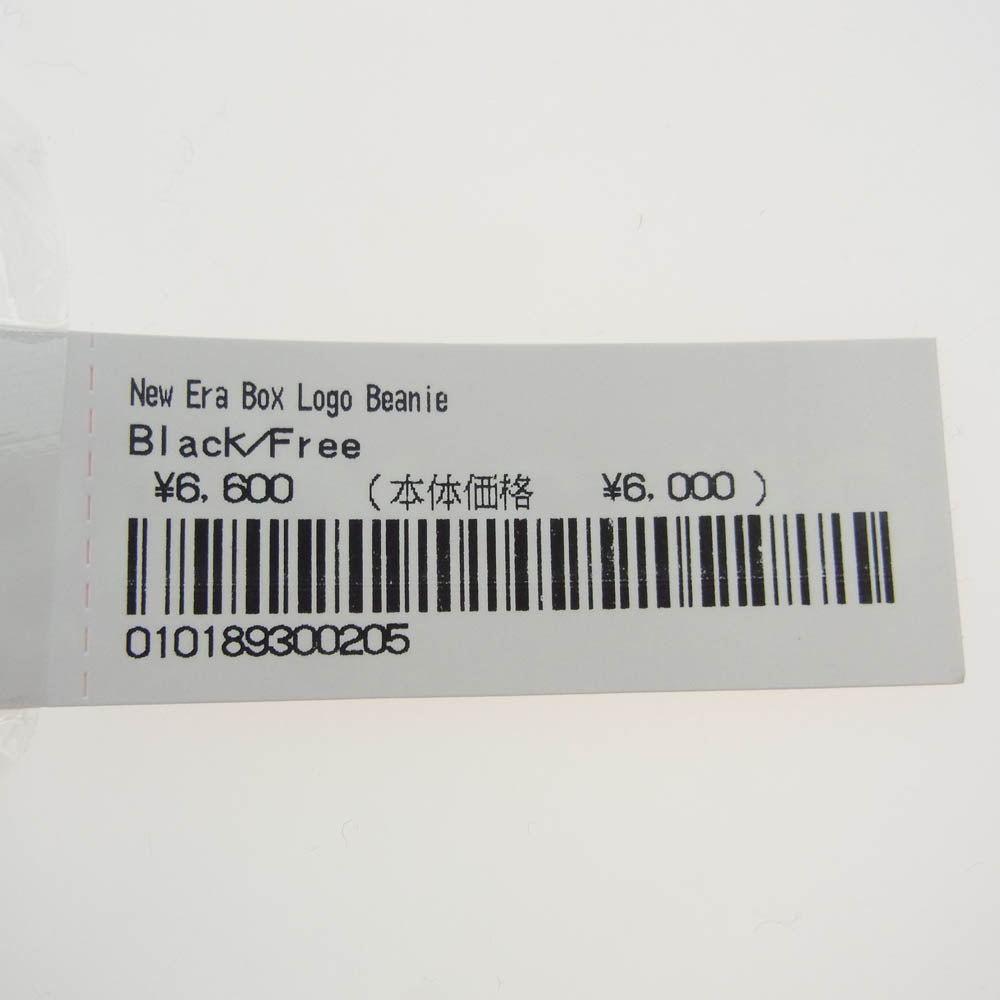 New Era Box Logo Beanie
Black/Free
¥6,600 (本体価格 ¥6,000)
010189300205